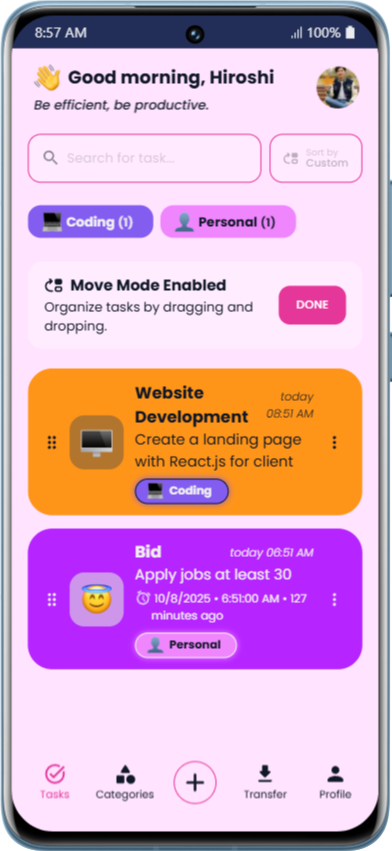 8:57 AM
100%
Good morning, Hiroshi
Be efficient, be productive.
Search for task...
Sort by
Custom
Coding (1)
Personal (1)
Move Mode Enabled
Organize tasks by dragging and
dropping.
DONE
Website
Development
today
08:51 AM
Create a landing page
with React.js for client
Coding
Bid
today 06:51 AM
Apply jobs at least 30
10/8/2025 • 6:51:00 AM • 127
minutes ago
Personal
Tasks
Categories
Transfer
Profile